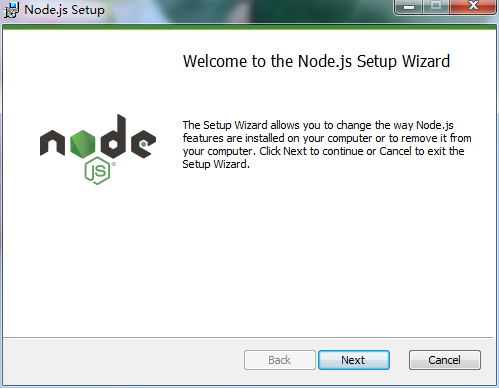 Node.js Setup
Welcome to the Node.js Setup Wizard
The Setup Wizard allows you to change the way Node.js
features are installed on your computer or to remove it from
your computer. Click Next to continue or Cancel to exit the
Setup Wizard.
node
JS®
Back Next Cancel